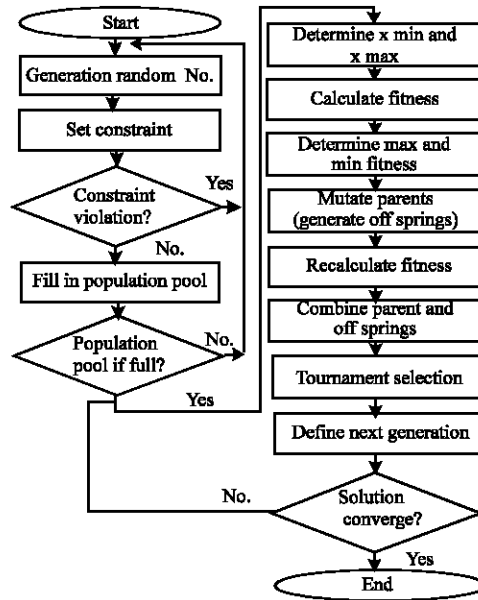 Start
Generation random No.
Set constraint
Constraint
violation?
Yes
No.
Fill in population pool
Population
pool if full?
No.
Yes
Determine x min and
x max
Calculate fitness
Determine max and
min fitness
Mutate parents
(generate off springs)
Recalculate fitness
Combine parent and
off springs
Tournament selection
Define next generation
Solution
converge?
No.
Yes
End